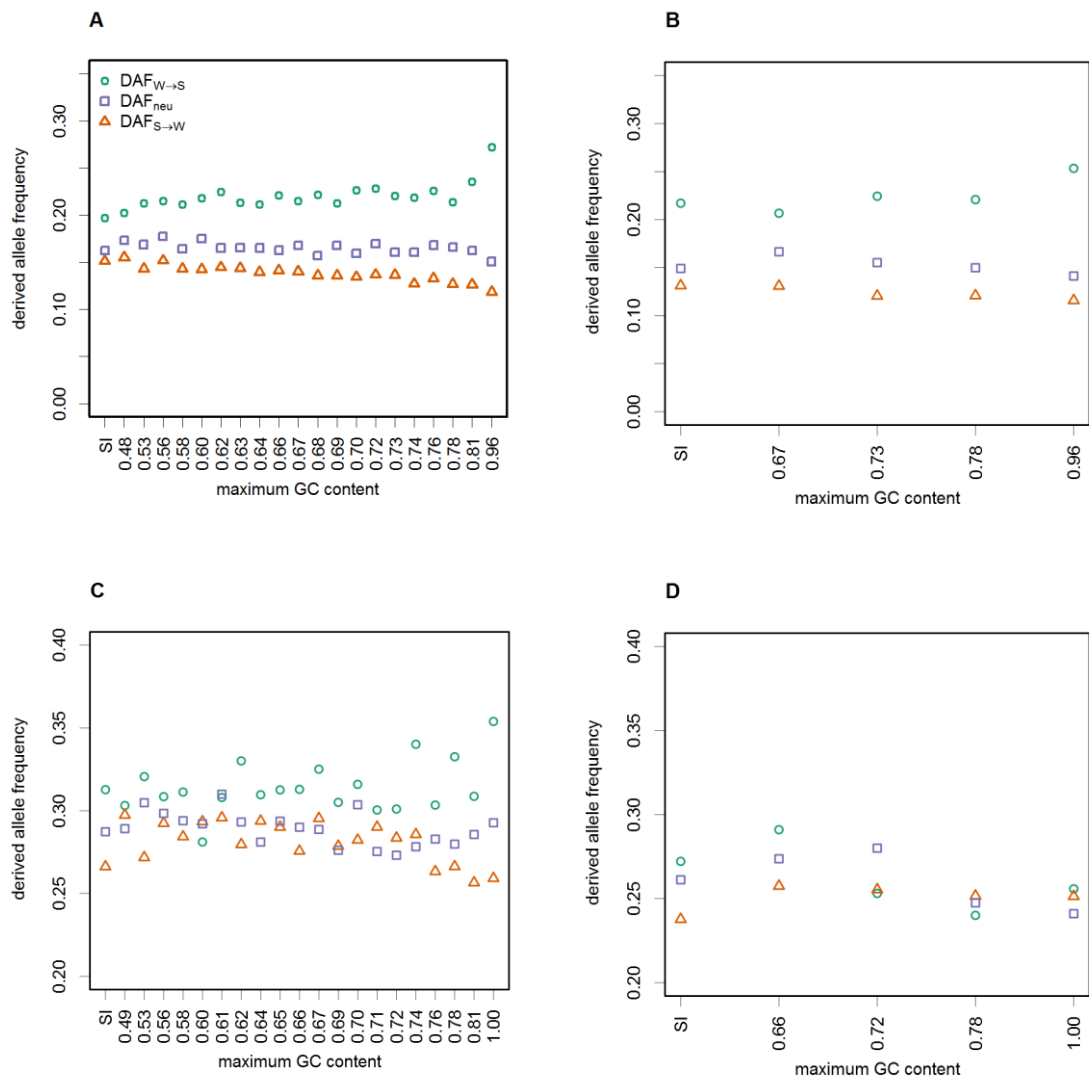 A
DAFW→S
DAFneu
DAFS→W
derived allele frequency
0.30
0.20
0.10
0.00
SI 0.48 0.53 0.56 0.58 0.60 0.62 0.63 0.64 0.66 0.67 0.68 0.69 0.70 0.72 0.73 0.74 0.76 0.78 0.81 0.96
maximum GC content
B
derived allele frequency
0.30
0.20
0.10
0.00
SI 0.67 0.73 0.78 0.96
maximum GC content
C
derived allele frequency
0.40
0.35
0.30
0.25
0.20
SI 0.49 0.53 0.56 0.58 0.60 0.61 0.62 0.64 0.65 0.66 0.67 0.69 0.70 0.71 0.72 0.74 0.76 0.78 0.81 1.00
maximum GC content
D
derived allele frequency
0.40
0.35
0.30
0.25
0.20
SI 0.66 0.72 0.78 1.00
maximum GC content